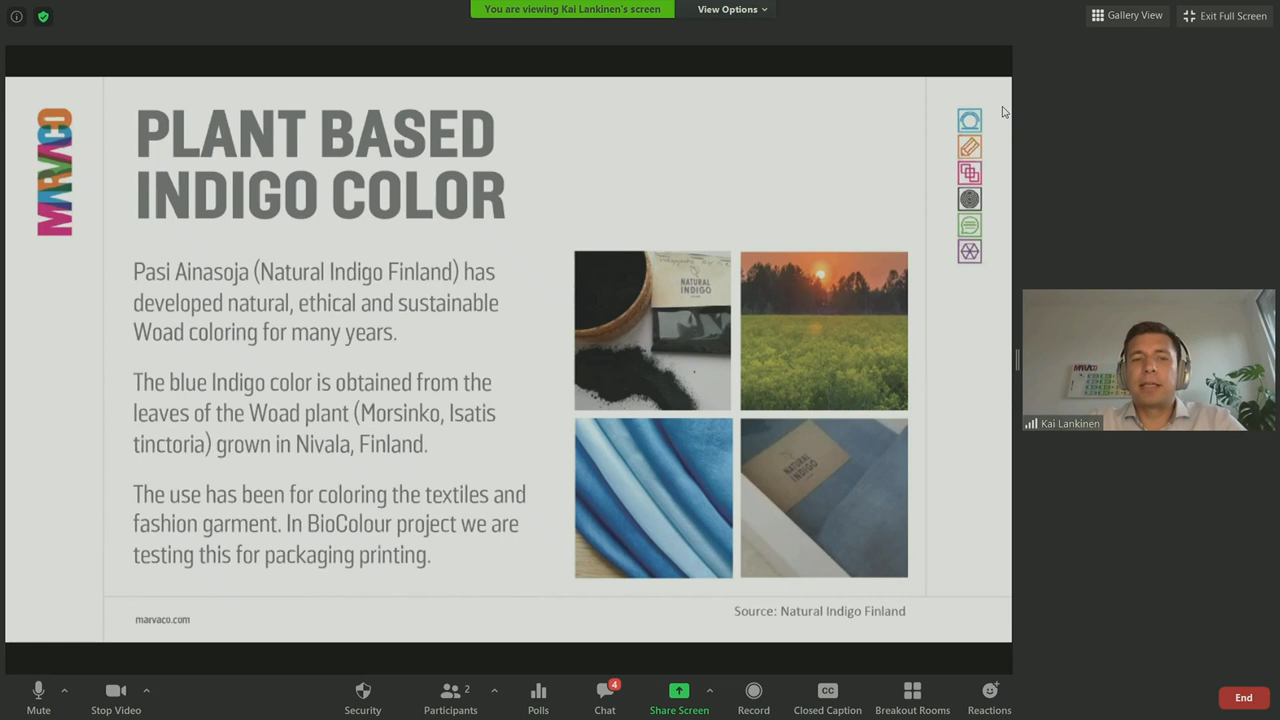 You are viewing Kai Lankinen's screen
View Options
Gallery View
Exit Full Screen
MARVACO
PLANT BASED
INDIGO COLOR
Pasi Ainasoja (Natural Indigo Finland) has
developed natural, ethical and sustainable
Woad coloring for many years.
The blue Indigo color is obtained from the
leaves of the Woad plant (Morsinko, Isatis
tinctoria) grown in Nivala, Finland.
The use has been for coloring the textiles and
fashion garment. In BioColour project we are
testing this for packaging printing.
NATURAL
INDIGO
NATURAL
INDIGO
Source: Natural Indigo Finland
marvaco.com
MARVACO
Kai Lankinen
Mute
Stop Video
Security
2
Participants
Polls
4
Chat
Share Screen
Record
CC
Closed Caption
Breakout Rooms
Reactions
End